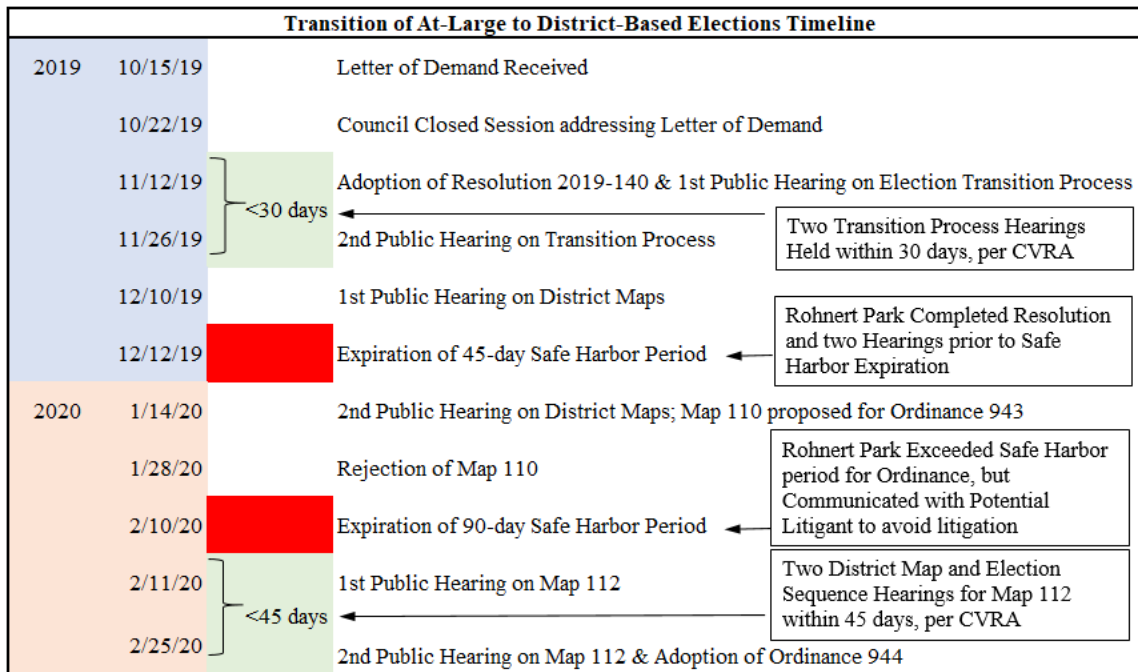 Transition of At-Large to District-Based Elections Timeline
2019 10/15/19 Letter of Demand Received
10/22/19 Council Closed Session addressing Letter of Demand
11/12/19 Adoption of Resolution 2019-140 & 1st Public Hearing on Election Transition Process
<30 days
11/26/19 2nd Public Hearing on Transition Process
Two Transition Process Hearings
Held within 30 days, per CVRA
12/10/19 1st Public Hearing on District Maps
12/12/19 Expiration of 45-day Safe Harbor Period
Rohnert Park Completed Resolution
and two Hearings prior to Safe
Harbor Expiration
2020 1/14/20 2nd Public Hearing on District Maps; Map 110 proposed for Ordinance 943
1/28/20 Rejection of Map 110
2/10/20 Expiration of 90-day Safe Harbor Period
Rohnert Park Exceeded Safe Harbor
period for Ordinance, but
Communicated with Potential
Litigant to avoid litigation
2/11/20 1st Public Hearing on Map 112
<45 days
Two District Map and Election
Sequence Hearings for Map 112
within 45 days, per CVRA
2/25/20 2nd Public Hearing on Map 112 & Adoption of Ordinance 944